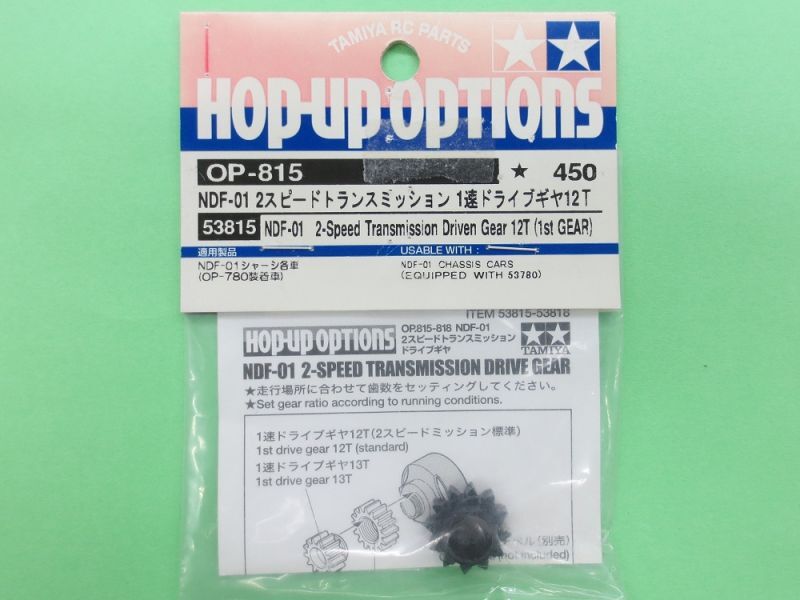 TAMIYA RC PARTS
HOP-UP OPTIONS
OP-815 ★ 450
NDF-01 2スピードトランスミッション 1速ドライブギヤ12T
53815 NDF-01 2-Speed Transmission Driven Gear 12T (1st GEAR)
適用製品
NDF-01シャーシ各車
(OP-780装着車)
USABLE WITH :
NDF-01 CHASSIS CARS
(EQUIPPED WITH 53780)
ITEM 53815-53818
HOP-UP OPTIONS
OP.815-818 NDF-01
2スピードトランスミッション
ドライブギヤ
TAMIYA
NDF-01 2-SPEED TRANSMISSION DRIVE GEAR
★走行場所に合わせて歯数をセッティングしてください。
★Set gear ratio according to running conditions.
1速ドライブギヤ12T(2スピードミッション標準)
1st drive gear 12T (standard)
1速ドライブギヤ13T
1st drive gear 13T
ベル(別売)
(not included)